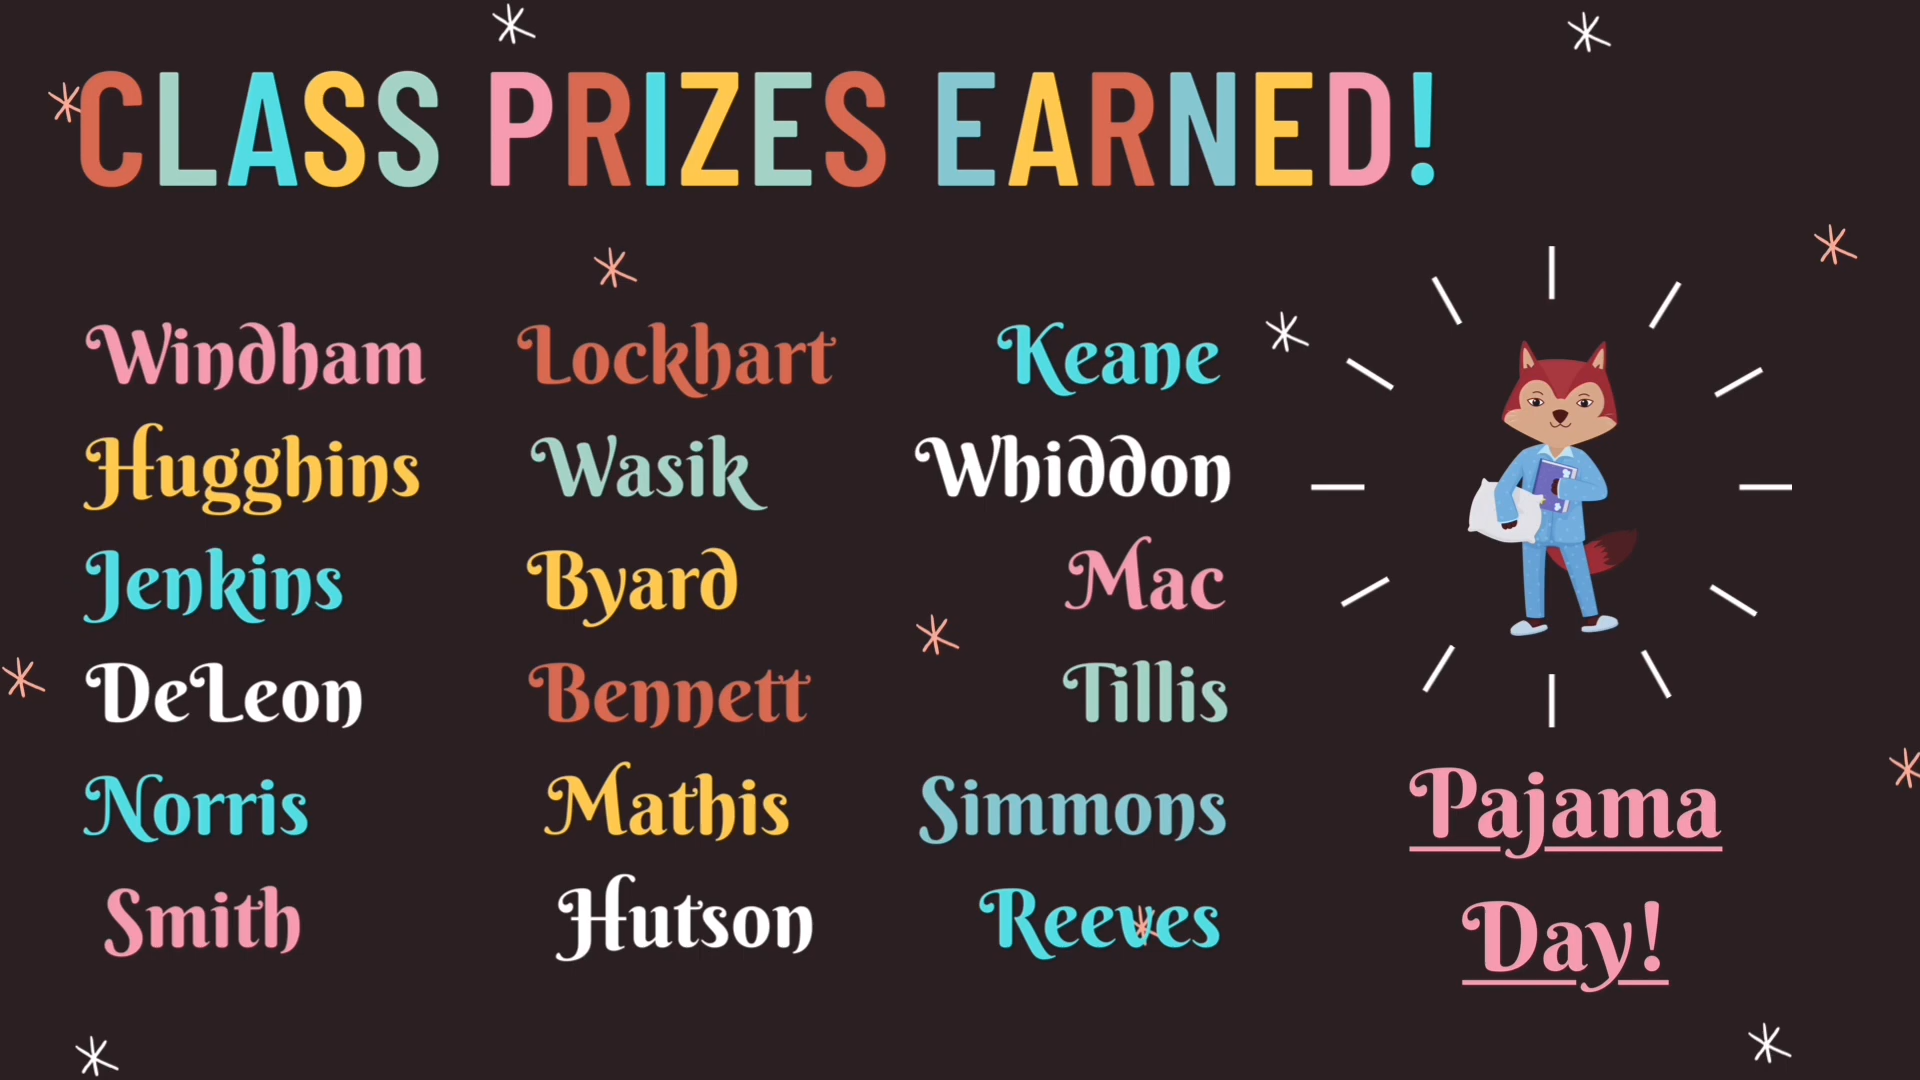 CLASS PRIZES EARNED!
Windham
Hugghins
Jenkins
DeLeon
Norris
Smith
Lockhart
Wasik
Byard
Bennett
Mathis
Hutson
Keane
Whiddon
Mac
Tillis
Simmons
Reeves
Pajama
Day!